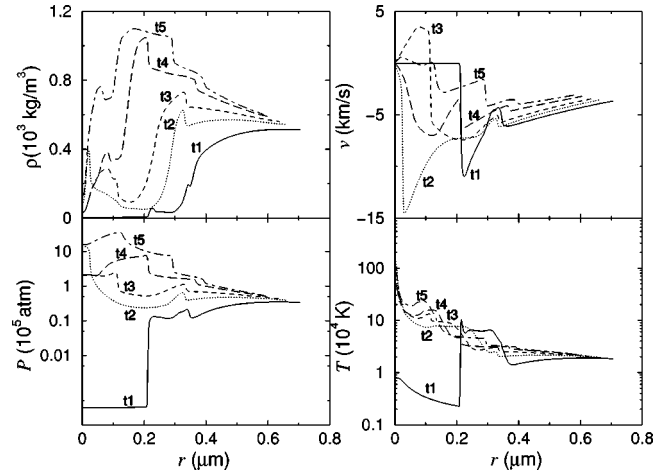 1.2
0.8
0.4
0
ρ(10³ kg/m³)
t5
t4
t3
t2
t1
5
-5
-15
v (km/s)
t3
t5
t4
t2
t1
10
1
0.1
0.01
P (10⁵ atm)
t5
t4
t3
t2
t1
0 0.2 0.4 0.6 0.8
r (μm)
100
10
1
0.1
T (10⁴ K)
t5
t4
t3
t2
t1
0 0.2 0.4 0.6 0.8
r (μm)